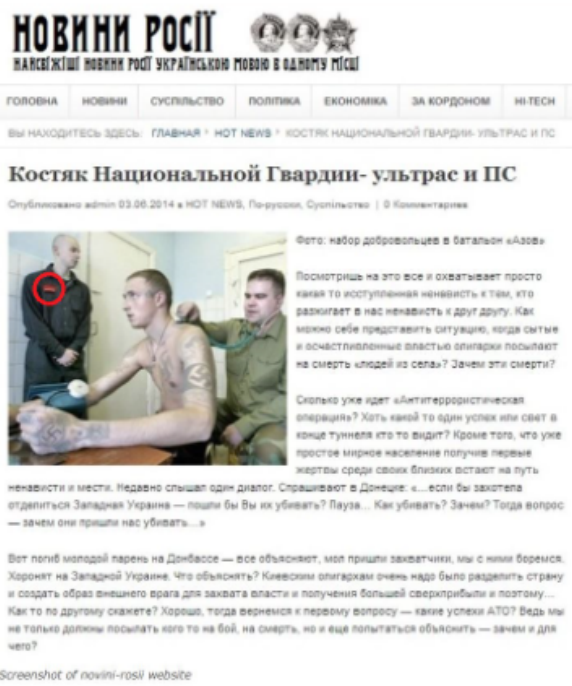 НОВИНИ РОСІЇ
НАЙСВІЖІШІ НОВИНИ РОСІЇ УКРАЇНСЬКОЮ МОВОЮ В ОДНОМУ МІСЦІ
ГОЛОВНА НОВИНИ СУСПІЛЬСТВО ПОЛІТИКА ЕКОНОМІКА ЗА КОРДОНОМ HI-TECH
ВЫ НАХОДИТЕСЬ ЗДЕСЬ: ГЛАВНАЯ › HOT NEWS › КОСТЯК НАЦИОНАЛЬНОЙ ГВАРДИИ- УЛЬТРАС И ПС
Костяк Национальной Гвардии- ультрас и ПС
Опубликовано admin 03.06.2014 в HOT NEWS, По-русски, Суспільство | 0 Комментариев
Фото: набор добровольцев в батальон «Азов»
Посмотришь на это все и охватывает просто
какая то исступленная ненависть к тем, кто
разжигает в нас ненависть к друг другу. Как
можно себе представить ситуацию, когда сытые
и осчастливленные властью олигархи посылают
на смерть «людей из села»? Зачем эти смерти?
Сколько уже идет «Антитеррористическая
операция»? Хоть какой то один успех или свет в
конце туннеля кто то видит? Кроме того, что уже
простое мирное население получив первые
жертвы среди своих близких встают на путь
ненависти и мести. Недавно слышал один диалог. Спрашивают в Донецке: «…если бы захотела
отделиться Западная Украина — пошли бы Вы их убивать? Пауза… Как убивать? Зачем? Тогда вопрос
— зачем они пришли нас убивать…»
Вот погиб молодой парень на Донбассе — все объясняют, мол пришли захватчики, мы с ними боремся.
Хоронят на Западной Украине. Что объяснять? Киевским олигархам очень надо было разделить страну
и создать образ внешнего врага для захвата власти и получения большей сверхприбыли и поэтому…
Как то по другому скажете? Хорошо, тогда вернемся к первому вопросу — какие успехи АТО? Ведь мы
не только должны посылать кого то на бой, на смерть, но и еще попытаться объяснить — зачем и для
чего?
Screenshot of novini-rosii website